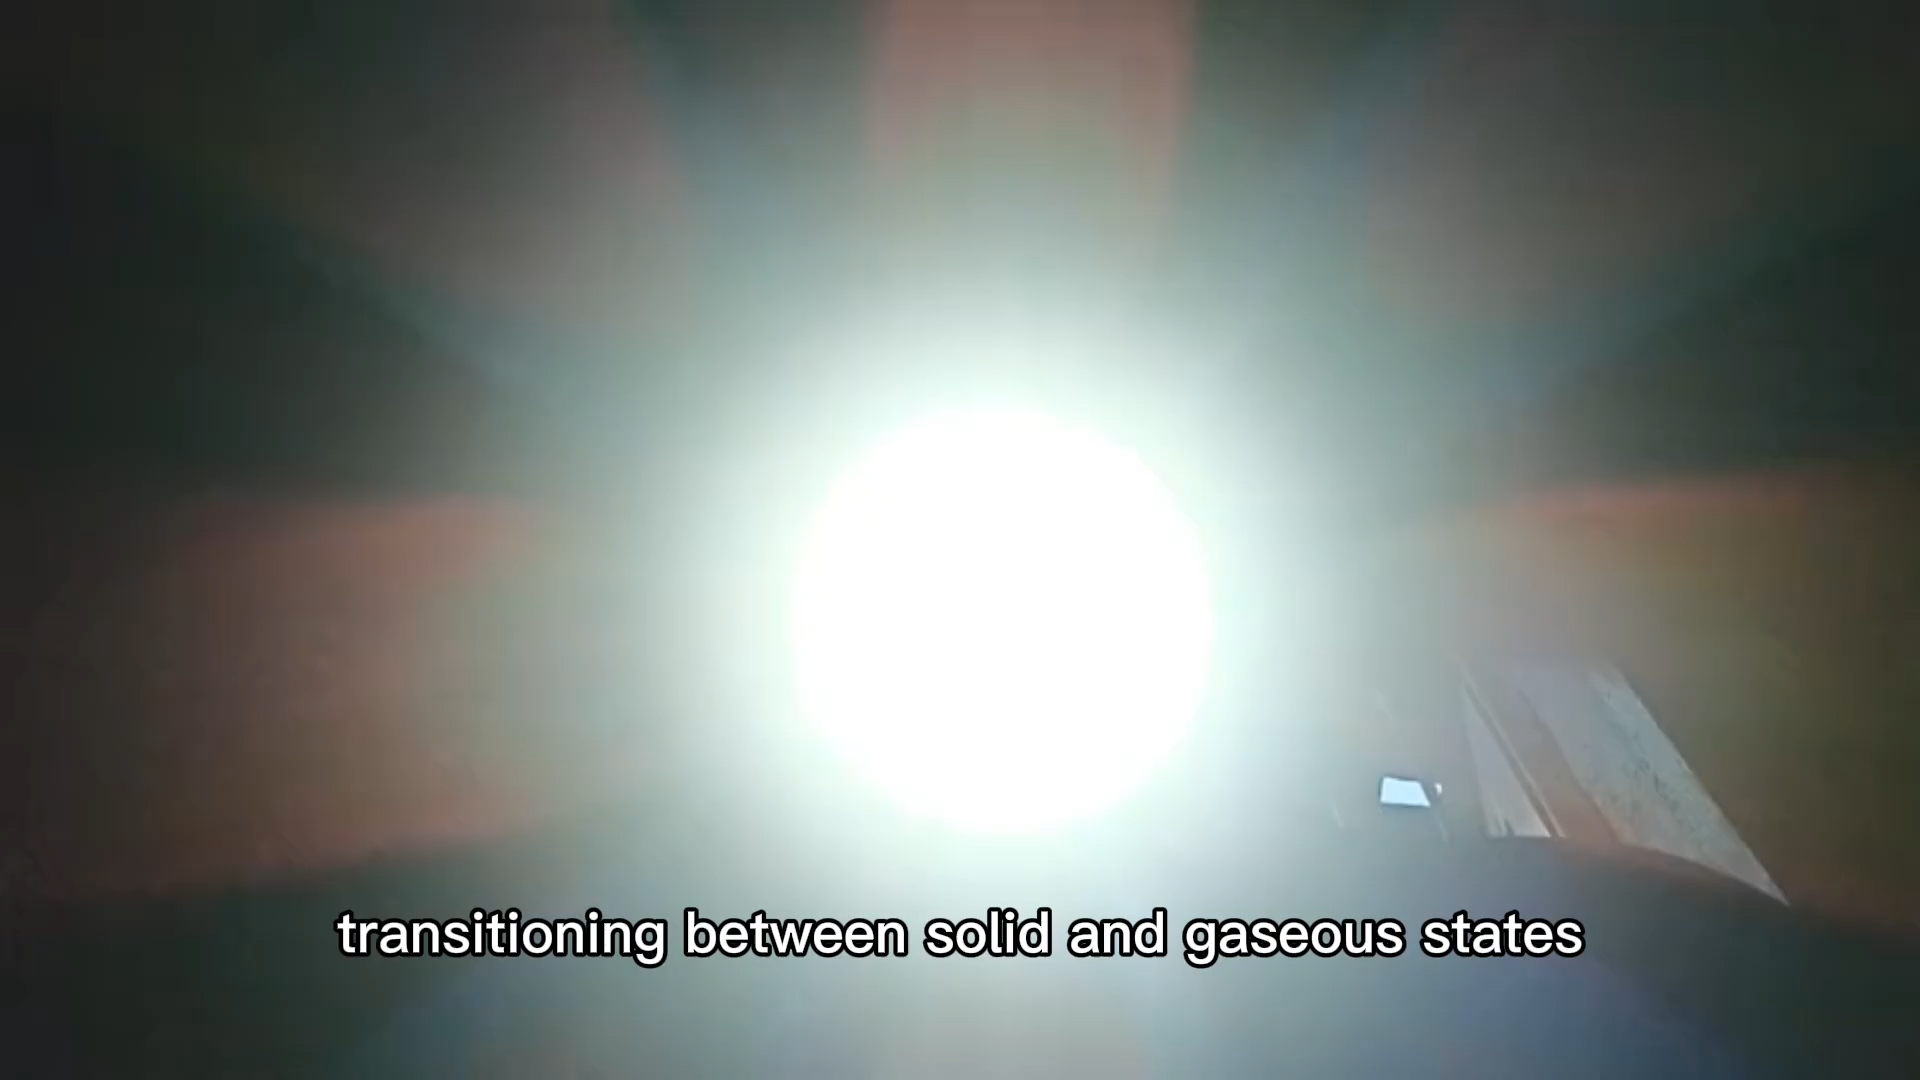 transitioning between solid and gaseous states